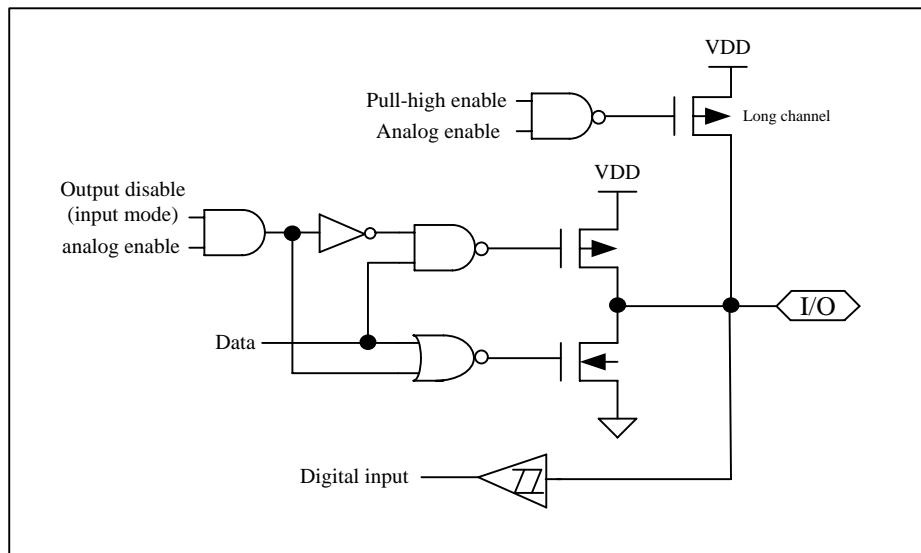 VDD
Pull-high enable
Analog enable
Long channel
VDD
Output disable
(input mode)
analog enable
Data
I/O
Digital input